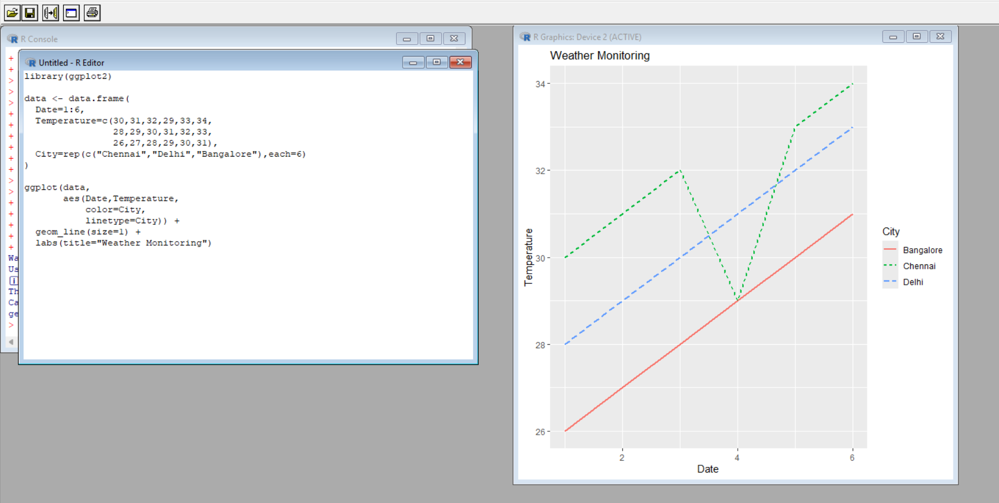 R Console
+
+
>
>
>
+
+
+
+
+
+
>
>
+
+
+
+
+
Wa
Us
i
Th
Ca
ge
>
Untitled - R Editor
library(ggplot2)
data <- data.frame(
  Date=1:6,
  Temperature=c(30,31,32,29,33,34,
                28,29,30,31,32,33,
                26,27,28,29,30,31),
  City=rep(c("Chennai","Delhi","Bangalore"),each=6)
)
ggplot(data,
       aes(Date,Temperature,
           color=City,
           linetype=City)) +
  geom_line(size=1) +
  labs(title="Weather Monitoring")
R Graphics: Device 2 (ACTIVE)
Weather Monitoring
34
32
30
28
26
Temperature
2 4 6
Date
City
Bangalore
Chennai
Delhi